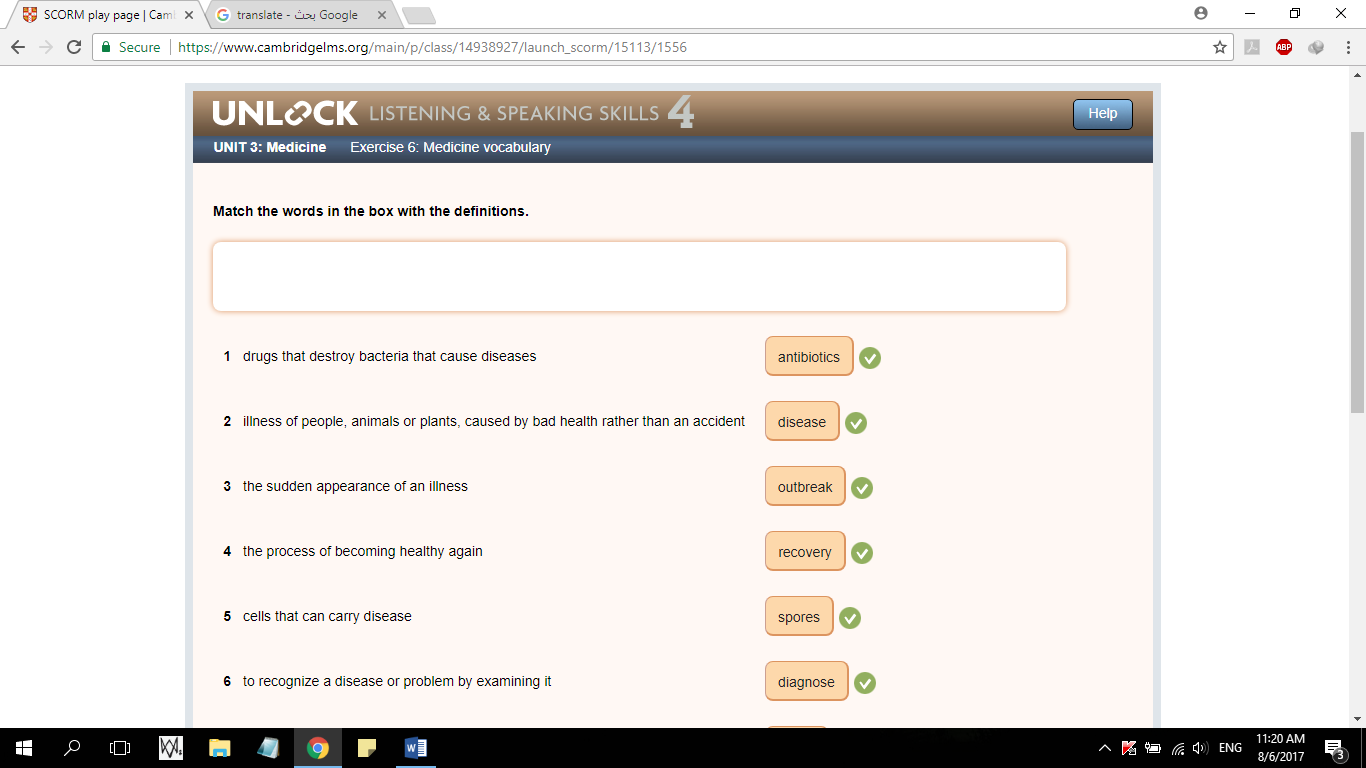 SCORM play page | Cam
translate - بحث Google
Secure
https://www.cambridgelms.org/main/p/class/14938927/launch_scorm/15113/1556
ABP
UNLOCK LISTENING & SPEAKING SKILLS 4
Help
UNIT 3: Medicine Exercise 6: Medicine vocabulary
Match the words in the box with the definitions.
1 drugs that destroy bacteria that cause diseases antibiotics
2 illness of people, animals or plants, caused by bad health rather than an accident disease
3 the sudden appearance of an illness outbreak
4 the process of becoming healthy again recovery
5 cells that can carry disease spores
6 to recognize a disease or problem by examining it diagnose
ENG
11:20 AM
8/6/2017
3